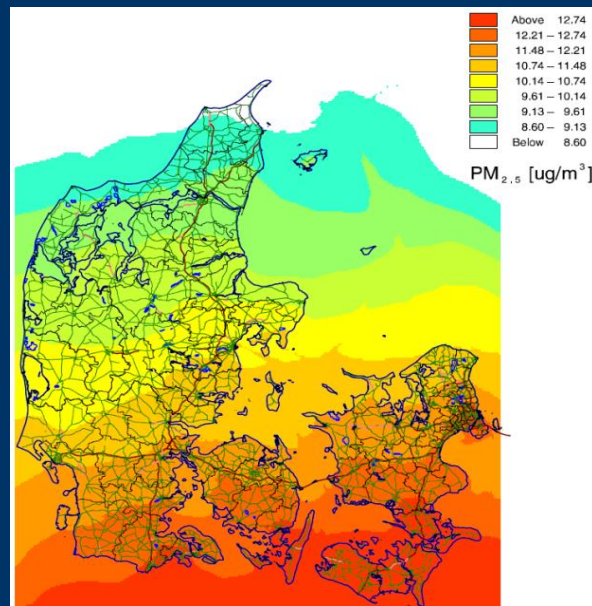 Above 12.74
12.21 – 12.74
11.48 – 12.21
10.74 – 11.48
10.14 – 10.74
9.61 – 10.14
9.13 – 9.61
8.60 – 9.13
Below 8.60
PM2.5 [ug/m3]